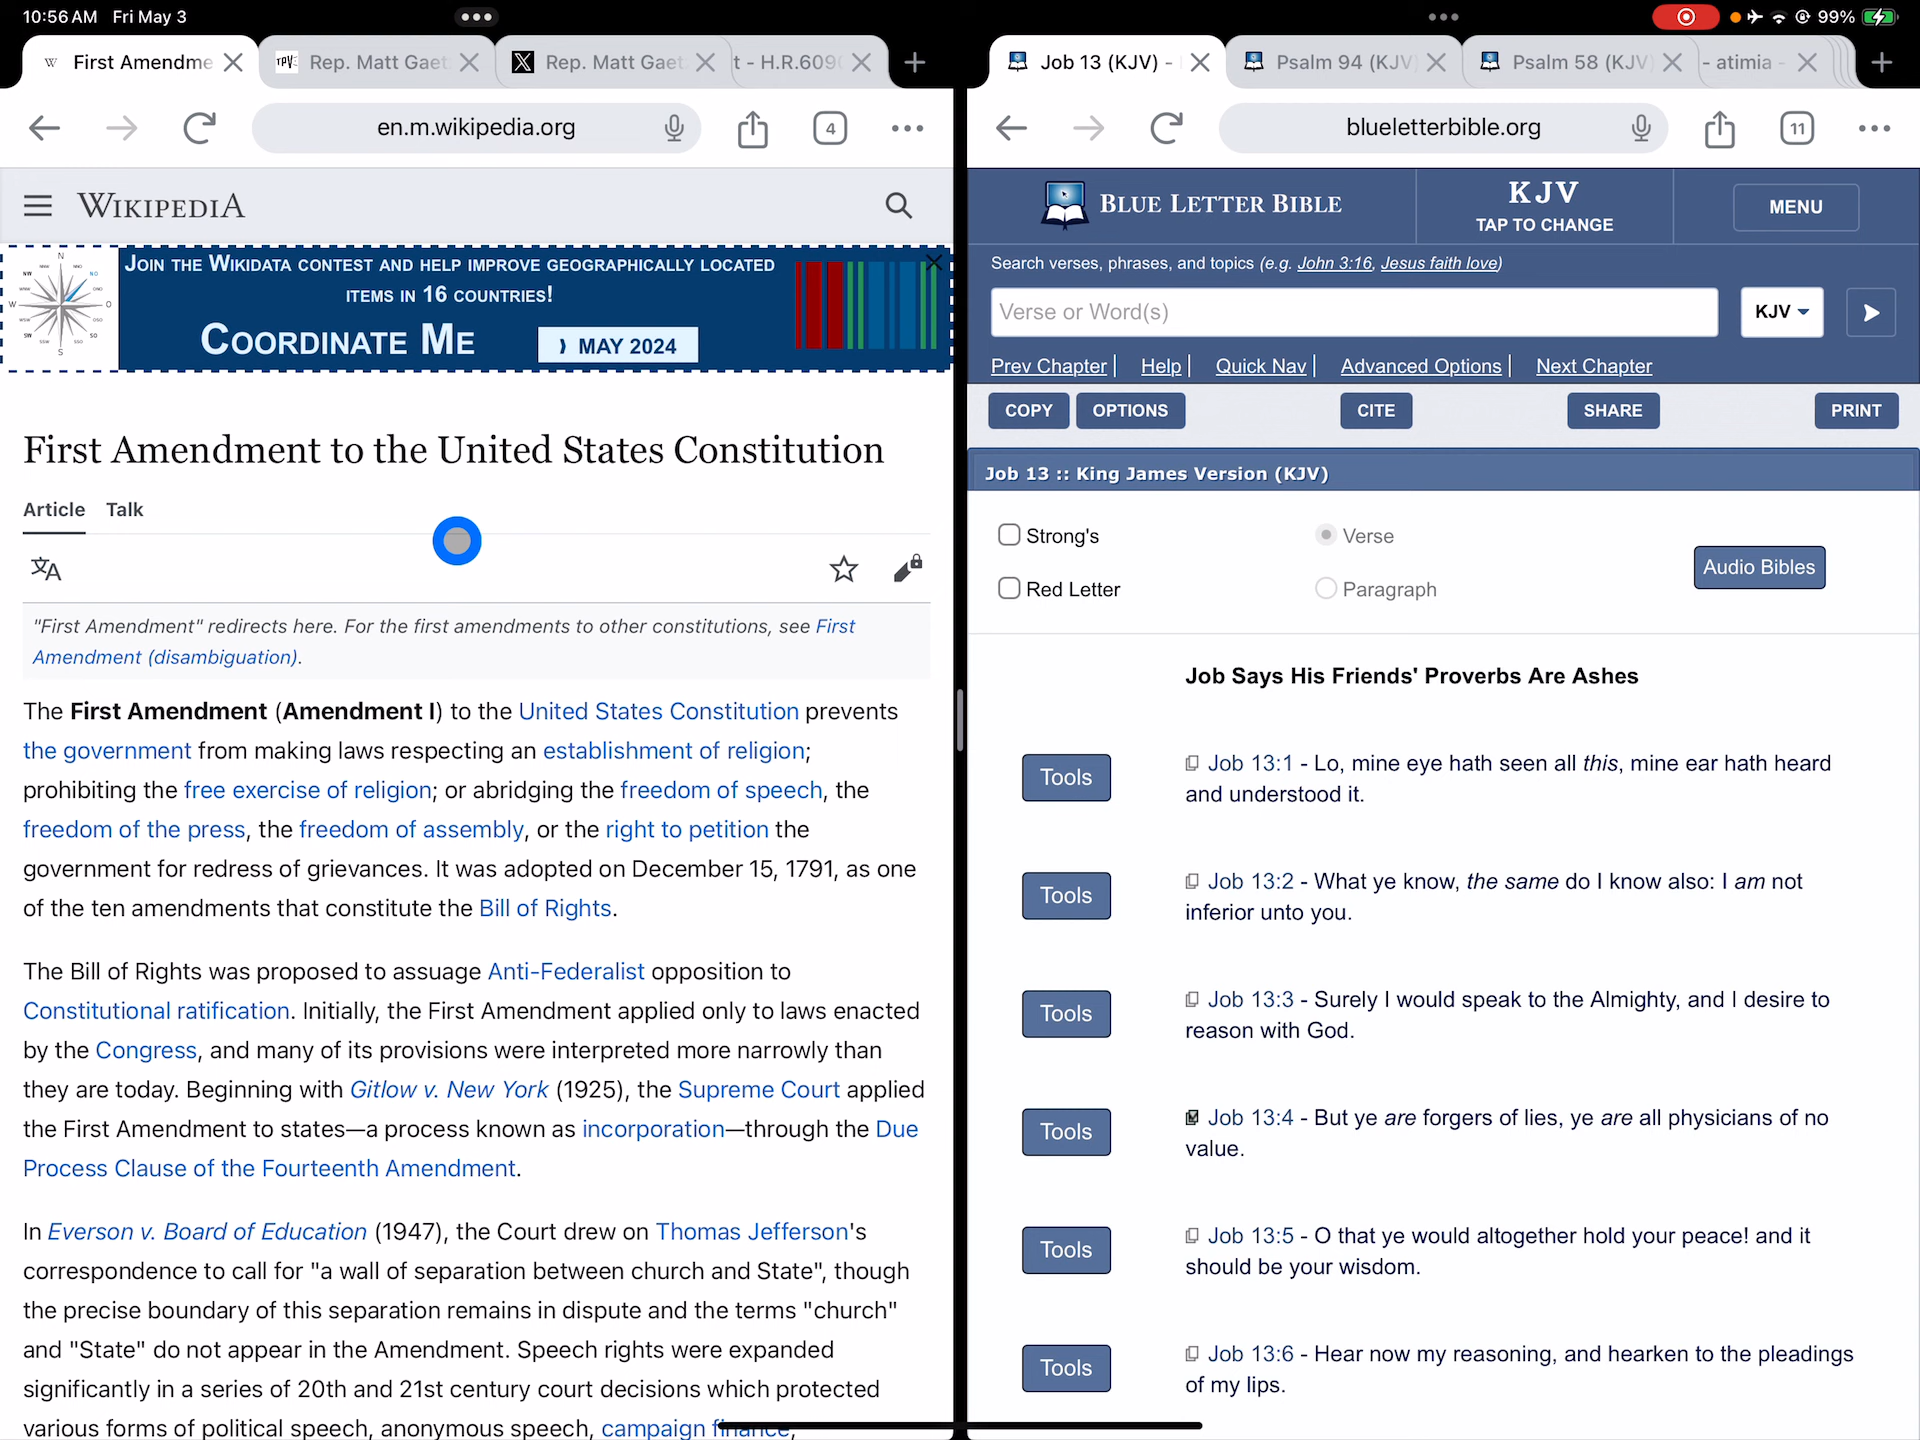 10:56 AM Fri May 3
99%
W First Amendme
TPV Rep. Matt Gaet
X Rep. Matt Gaet
t - H.R.609
en.m.wikipedia.org
4
WIKIPEDIA
JOIN THE WIKIDATA CONTEST AND HELP IMPROVE GEOGRAPHICALLY LOCATED
ITEMS IN 16 COUNTRIES!
COORDINATE ME
MAY 2024
N
NW
W
O
SW
S
First Amendment to the United States Constitution
Article Talk
"First Amendment" redirects here. For the first amendments to other constitutions, see First
Amendment (disambiguation).
The First Amendment (Amendment I) to the United States Constitution prevents
the government from making laws respecting an establishment of religion;
prohibiting the free exercise of religion; or abridging the freedom of speech, the
freedom of the press, the freedom of assembly, or the right to petition the
government for redress of grievances. It was adopted on December 15, 1791, as one
of the ten amendments that constitute the Bill of Rights.
The Bill of Rights was proposed to assuage Anti-Federalist opposition to
Constitutional ratification. Initially, the First Amendment applied only to laws enacted
by the Congress, and many of its provisions were interpreted more narrowly than
they are today. Beginning with Gitlow v. New York (1925), the Supreme Court applied
the First Amendment to states—a process known as incorporation—through the Due
Process Clause of the Fourteenth Amendment.
In Everson v. Board of Education (1947), the Court drew on Thomas Jefferson's
correspondence to call for "a wall of separation between church and State", though
the precise boundary of this separation remains in dispute and the terms "church"
and "State" do not appear in the Amendment. Speech rights were expanded
significantly in a series of 20th and 21st century court decisions which protected
various forms of political speech, anonymous speech, campaign finance,
Job 13 (KJV) -
Psalm 94 (KJV)
Psalm 58 (KJV
- atimia -
blueletterbible.org
11
BLUE LETTER BIBLE
KJV
TAP TO CHANGE
MENU
Search verses, phrases, and topics (e.g. John 3:16, Jesus faith love)
Verse or Word(s)
KJV
Prev Chapter | Help | Quick Nav | Advanced Options | Next Chapter
COPY OPTIONS CITE SHARE PRINT
Job 13 :: King James Version (KJV)
Strong's
Verse
Audio Bibles
Red Letter
Paragraph
Job Says His Friends' Proverbs Are Ashes
Tools
Job 13:1 - Lo, mine eye hath seen all this, mine ear hath heard
and understood it.
Tools
Job 13:2 - What ye know, the same do I know also: I am not
inferior unto you.
Tools
Job 13:3 - Surely I would speak to the Almighty, and I desire to
reason with God.
Tools
Job 13:4 - But ye are forgers of lies, ye are all physicians of no
value.
Tools
Job 13:5 - O that ye would altogether hold your peace! and it
should be your wisdom.
Tools
Job 13:6 - Hear now my reasoning, and hearken to the pleadings
of my lips.